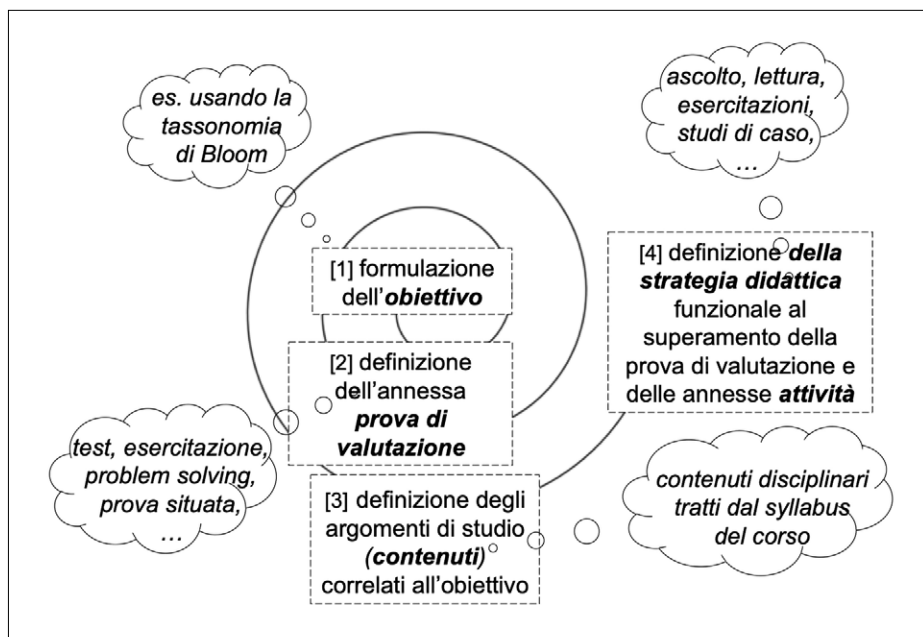 es. usando la
tassonomia
di Bloom
ascolto, lettura,
esercitazioni,
studi di caso,
...
[1] formulazione
dell'obiettivo
[4] definizione della
strategia didattica
funzionale al
superamento della
prova di valutazione e
delle annesse attività
[2] definizione
dell'annessa
prova di
valutazione
test, esercitazione,
problem solving,
prova situata,
...
[3] definizione degli
argomenti di studio
(contenuti)
correlati all'obiettivo
contenuti disciplinari
tratti dal syllabus
del corso